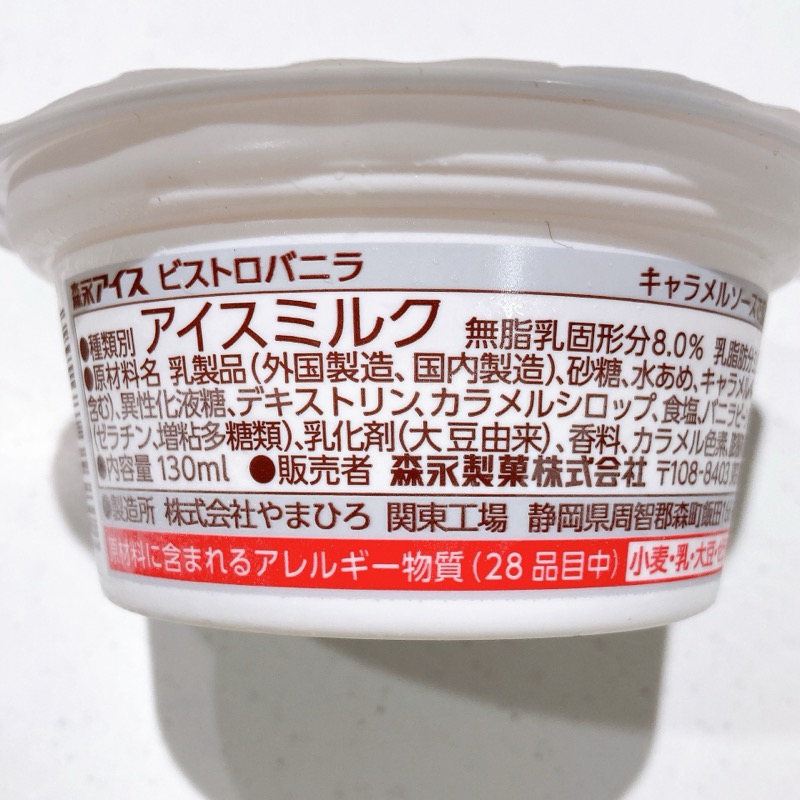 森永アイス ビストロバニラ キャラメルソース
●種類別 アイスミルク 無脂乳固形分8.0% 乳脂肪分
●原材料名 乳製品(外国製造、国内製造)、砂糖、水あめ、キャラメル
含む)、異性化液糖、デキストリン、カラメルシロップ、食塩、バニラビー
(ゼラチン、増粘多糖類)、乳化剤(大豆由来)、香料、カラメル色素、
●内容量 130ml ●販売者 森永製菓株式会社 〒108-8403
●製造所 株式会社やまひろ 関東工場 静岡県周智郡森町飯田
原材料に含まれるアレルギー物質(28品目中) 小麦・乳・大豆・